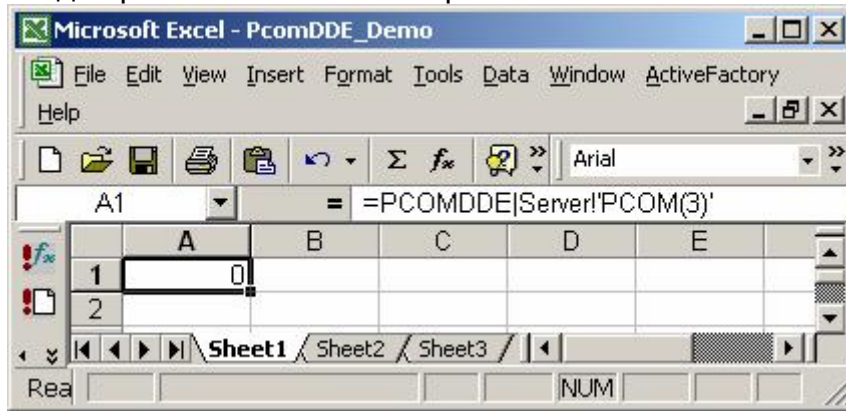 Microsoft Excel - PcomDDE_Demo
File Edit View Insert Format Tools Data Window ActiveFactory
Help
Σ fx » Arial »
A1 = =PCOMDDE|Server!'PCOM(3)'
A B C D E
1 0
2
Sheet1 Sheet2 Sheet3
Rea NUM